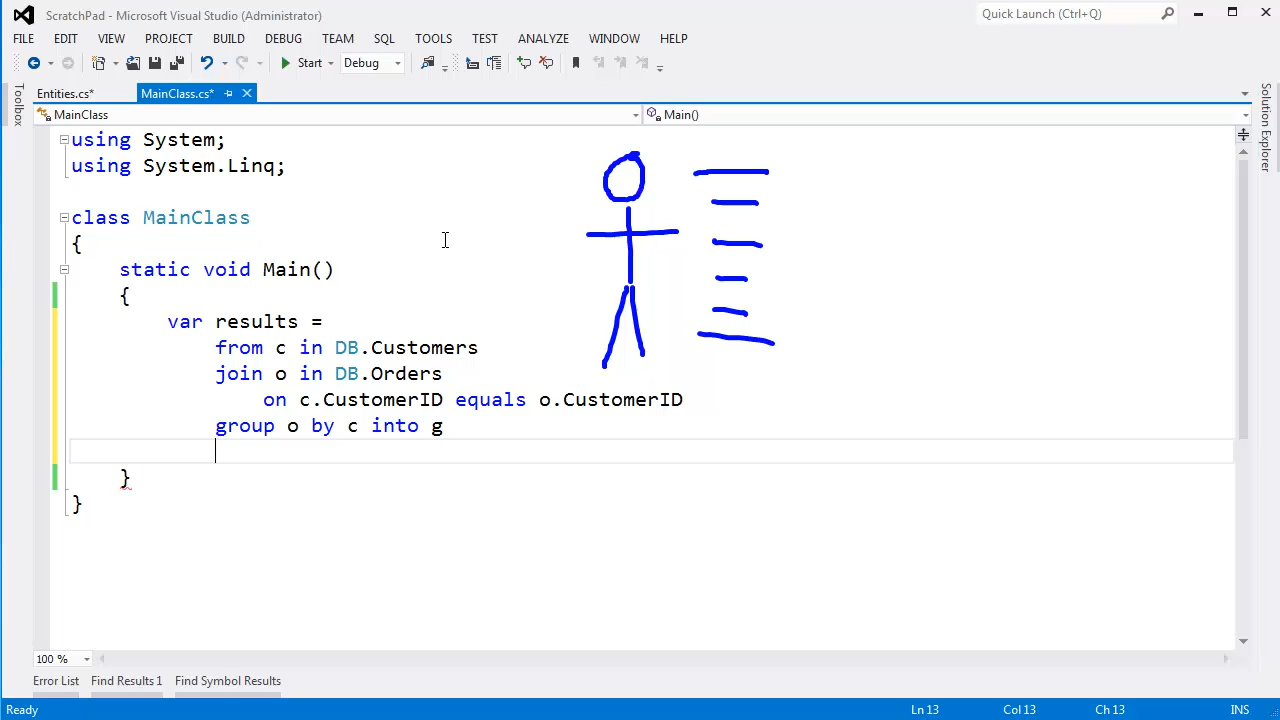 ScratchPad - Microsoft Visual Studio (Administrator)
Quick Launch (Ctrl+Q)
FILE EDIT VIEW PROJECT BUILD DEBUG TEAM SQL TOOLS TEST ANALYZE WINDOW HELP
Start Debug
Entities.cs* MainClass.cs*
MainClass Main()
Toolbox
Solution Explorer
using System;
using System.Linq;
class MainClass
{
static void Main()
{
var results =
from c in DB.Customers
join o in DB.Orders
on c.CustomerID equals o.CustomerID
group o by c into g
}
}
100 %
Error List Find Results 1 Find Symbol Results
Ready Ln 13 Col 13 Ch 13 INS